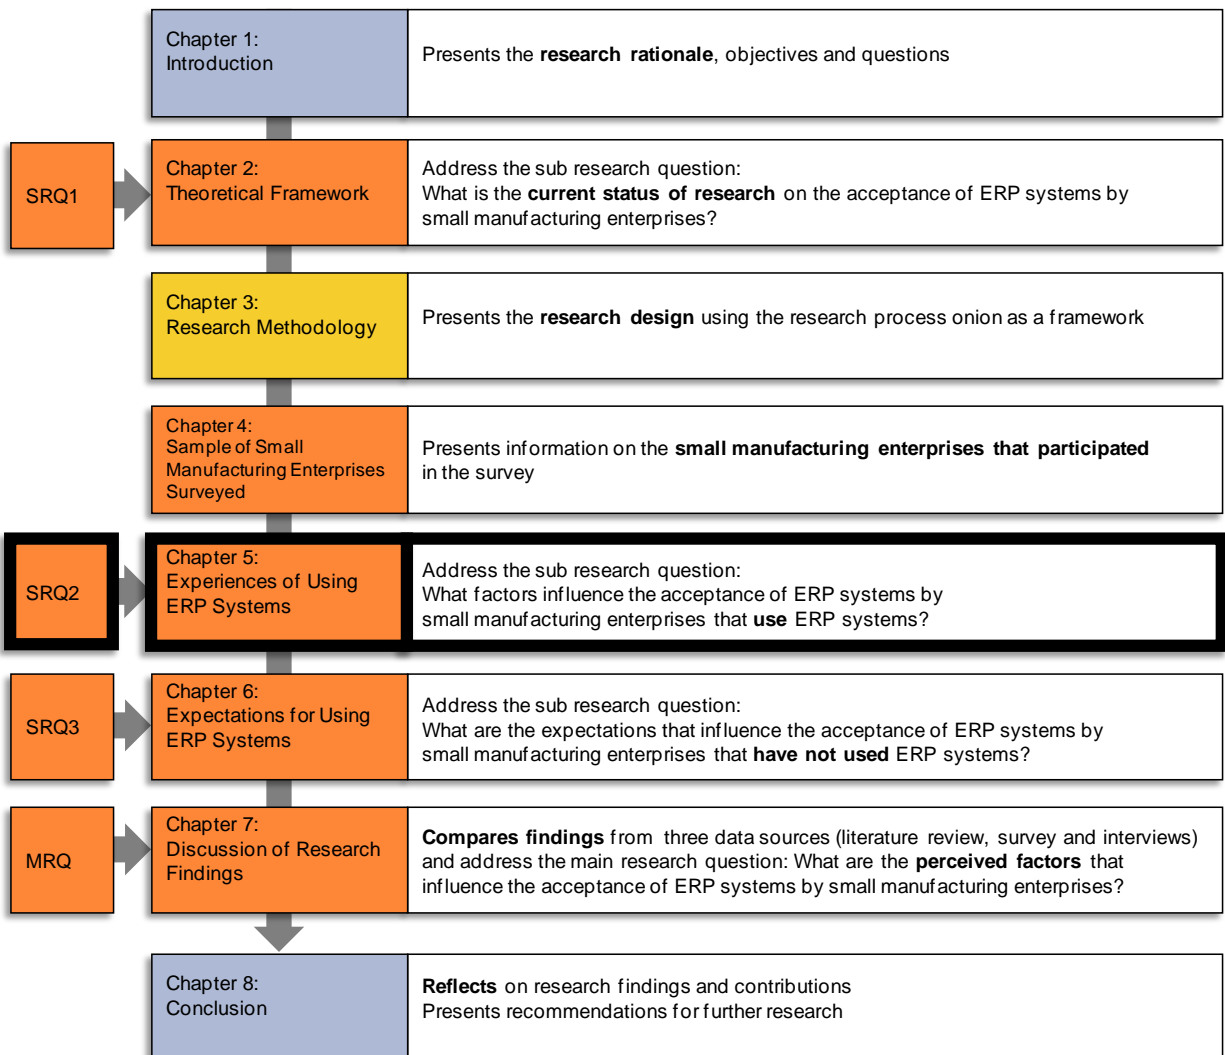 Chapter 1:
Introduction
Presents the research rationale, objectives and questions
SRQ1
Chapter 2:
Theoretical Framework
Address the sub research question:
What is the current status of research on the acceptance of ERP systems by
small manufacturing enterprises?
Chapter 3:
Research Methodology
Presents the research design using the research process onion as a framework
Chapter 4:
Sample of Small
Manufacturing Enterprises
Surveyed
Presents information on the small manufacturing enterprises that participated
in the survey
SRQ2
Chapter 5:
Experiences of Using
ERP Systems
Address the sub research question:
What factors influence the acceptance of ERP systems by
small manufacturing enterprises that use ERP systems?
SRQ3
Chapter 6:
Expectations for Using
ERP Systems
Address the sub research question:
What are the expectations that influence the acceptance of ERP systems by
small manufacturing enterprises that have not used ERP systems?
MRQ
Chapter 7:
Discussion of Research
Findings
Compares findings from three data sources (literature review, survey and interviews)
and address the main research question: What are the perceived factors that
influence the acceptance of ERP systems by small manufacturing enterprises?
Chapter 8:
Conclusion
Reflects on research findings and contributions
Presents recommendations for further research